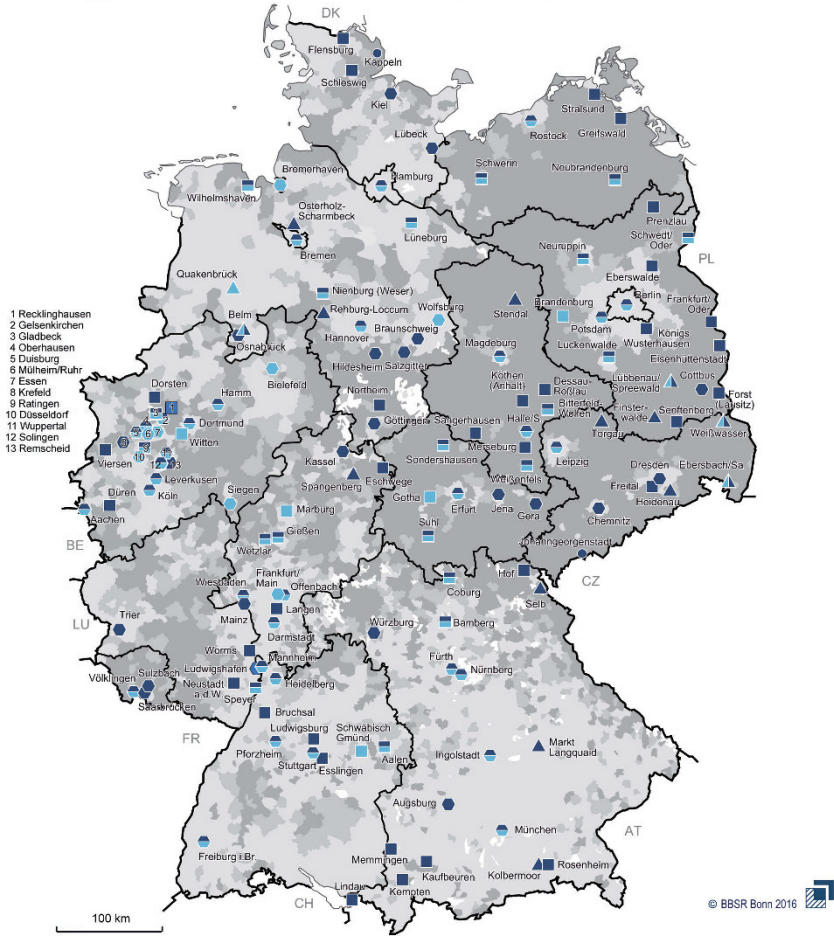 DK
Flensburg
Kappeln
Schleswig
Kiel
Stralsund
Lübeck
Rostock
Greifswald
Bremerhaven
Hamburg
Schwerin
Neubrandenburg
Wilhelmshaven
Osterholz-
Scharmbeck
Prenzlau
Lüneburg
Schwedt/
Oder
Neuruppin
PL
Bremen
Quakenbrück
Eberswalde
Nienburg (Weser)
Berlin
Frankfurt/
Oder
1 Recklinghausen
2 Gelsenkirchen
3 Gladbeck
4 Oberhausen
5 Duisburg
6 Mülheim/Ruhr
7 Essen
8 Krefeld
9 Ratingen
10 Düsseldorf
11 Wuppertal
12 Solingen
13 Remscheid
Rehburg-Loccum
Wolfsburg
Stendal
Brandenburg
Belm
Hannover
Braunschweig
Potsdam
Königs
Wusterhausen
Osnabrück
Magdeburg
Luckenwalde
Eisenhüttenstadt
Hildesheim
Salzgitter
Cottbus
Bielefeld
Köthen
(Anhalt)
Dessau-
Roßlau
Lübbenau/
Spreewald
Dorsten
Hamm
Northeim
Bitterfeld-
Wolfen
Forst
(Lausitz)
1
2
Dortmund
Göttingen
Halle/S.
Finster-
walde
Senftenberg
Witten
Sangerhausen
Torgau
Weißwasser
Viersen
Merseburg
Kassel
Sondershausen
Leipzig
Ebersbach/Sa.
Eschwege
Weißenfels
Dresden
Leverkusen
Spangenberg
Freital
Düren
Köln
Siegen
Gotha
Erfurt
Jena
Heidenau
Aachen
Marburg
Gera
Chemnitz
BE
Gießen
Suhl
Wetzlar
Johanngeorgenstadt
Frankfurt/
Main
Hof
CZ
Wiesbaden
Offenbach
Coburg
Selb
LU
Trier
Mainz
Langen
Würzburg
Bamberg
Darmstadt
Worms
Mannheim
Fürth
Völklingen
Sulzbach
Ludwigshafen
Nürnberg
Neustadt
a.d.W.
Heidelberg
Saarbrücken
Speyer
Bruchsal
FR
Ludwigsburg
Schwäbisch
Gmünd
Markt
Langquaid
Pforzheim
Aalen
Ingolstadt
Stuttgart
Esslingen
Augsburg
München
AT
Freiburg i.Br.
Memmingen
Kaufbeuren
Kolbermoor
Rosenheim
Kempten
CH
Lindau
100 km
© BBSR Bonn 2016